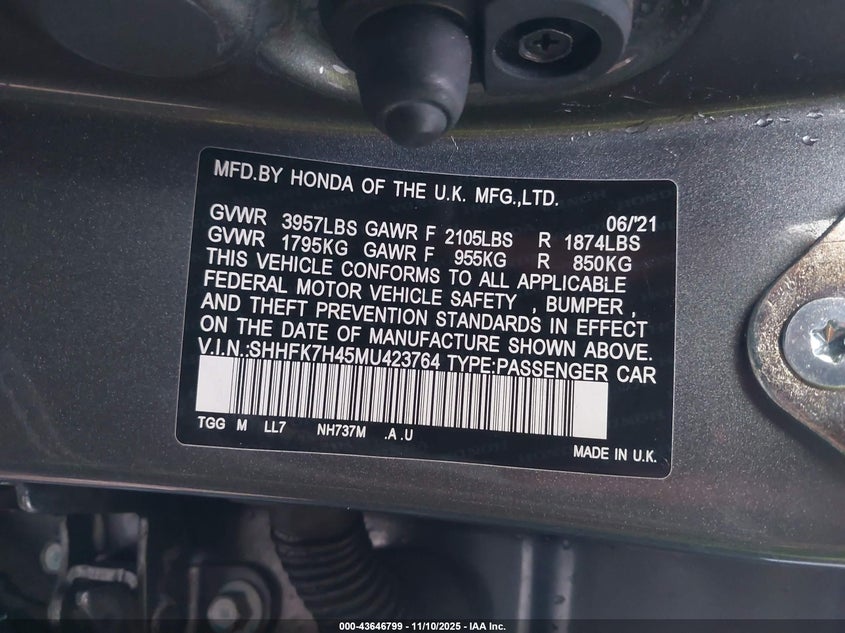 MFD.BY HONDA OF THE U.K. MFG.,LTD.
06/'21
GVWR 3957LBS GAWR F 2105LBS R 1874LBS
GVWR 1795KG GAWR F 955KG R 850KG
THIS VEHICLE CONFORMS TO ALL APPLICABLE
FEDERAL MOTOR VEHICLE SAFETY , BUMPER ,
AND THEFT PREVENTION STANDARDS IN EFFECT
ON THE DATE OF MANUFACTURE SHOWN ABOVE.
V.I.N.:SHHFK7H45MU423764 TYPE:PASSENGER CAR
TGG M LL7 NH737M .A .U
MADE IN U.K.
000-43646799 — 11/10/2025 — IAA Inc.